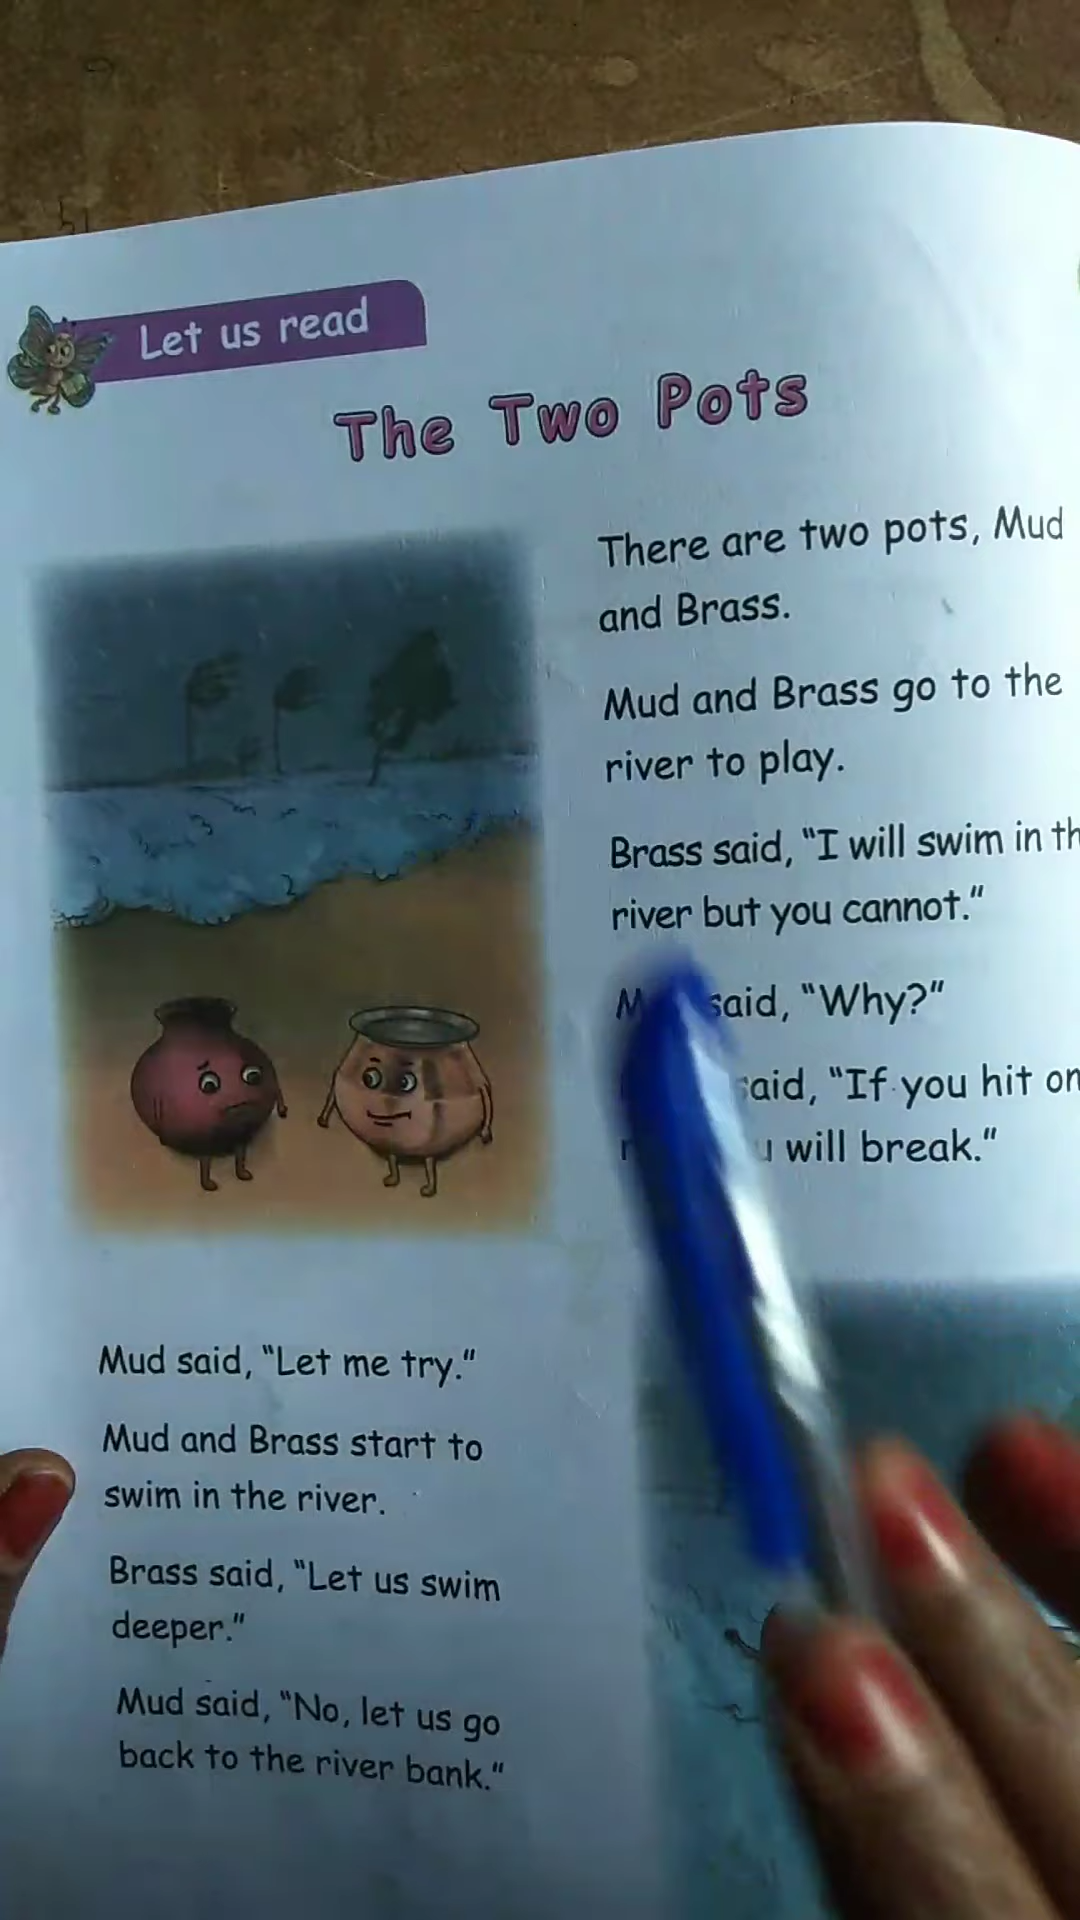 Let us read
The Two Pots
There are two pots, Mud
and Brass.
Mud and Brass go to the
river to play.
Brass said, "I will swim in
river but you cannot."
said, "Why?"
said, "If you hit
will break."
Mud said, "Let me try."
Mud and Brass start to
swim in the river.
Brass said, "Let us swim
deeper."
Mud said, "No, let us go
back to the river bank."